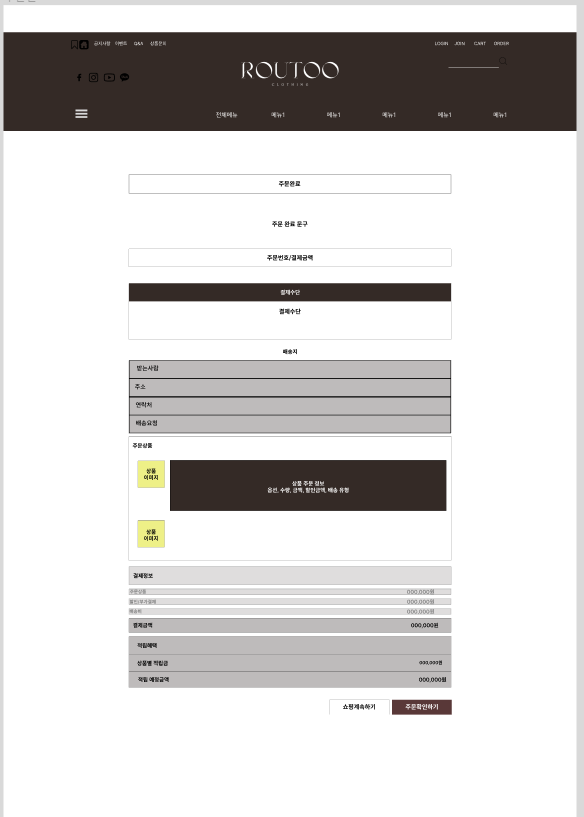 공지사항 이벤트 Q&A 상품문의
LOGIN JOIN CART ORDER
ROUTOO
CLOTHING
전체메뉴 메뉴1 메뉴1 메뉴1 메뉴1 메뉴1
주문완료
주문 완료 문구
주문번호/결제금액
결제수단
결제수단
배송지
받는사람
주소
연락처
배송요청
주문상품
상품
이미지
상품 주문 정보
옵션, 수량, 금액, 할인금액, 배송 유형
상품
이미지
결제정보
주문상품 000,000원
할인/부가결제 000,000원
배송비 000,000원
결제금액 000,000원
적립혜택
상품별 적립금 000,000원
적립 예정금액 000,000원
쇼핑계속하기 주문확인하기